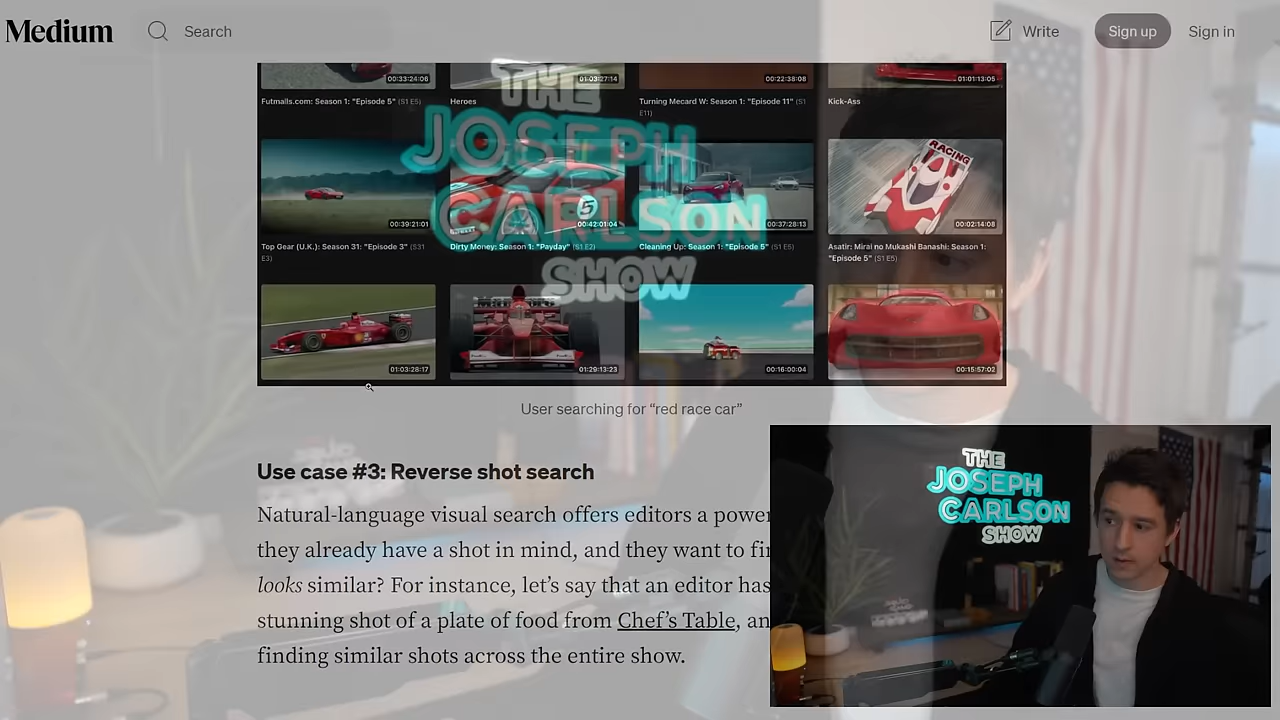 Medium
Search
Write
Sign up
Sign in
00:33:24:06
01:03:27:14
00:22:38:08
01:01:13:05
Futmalls.com: Season 1: "Episode 5" (S1 E5)
Heroes
Turning Mecard W: Season 1: "Episode 11" (S1
E11)
Kick-Ass
THE
JOSEPH
CARLSON
SHOW
RACING
5
00:39:21:01
00:42:01:04
00:37:28:13
00:02:14:08
Top Gear (U.K.): Season 31: "Episode 3" (S31
E3)
Dirty Money: Season 1: "Payday" (S1 E2)
Cleaning Up: Season 1: "Episode 5" (S1 E5)
Asatir: Mirai no Mukashi Banashi: Season 1:
"Episode 5" (S1 E5)
01:03:28:17
01:29:13:23
00:16:00:04
00:15:57:02
User searching for “red race car”
Use case #3: Reverse shot search
Natural-language visual search offers editors a power
they already have a shot in mind, and they want to fin
looks similar? For instance, let’s say that an editor has
stunning shot of a plate of food from Chef’s Table, an
finding similar shots across the entire show.
THE
JOSEPH
CARLSON
SHOW